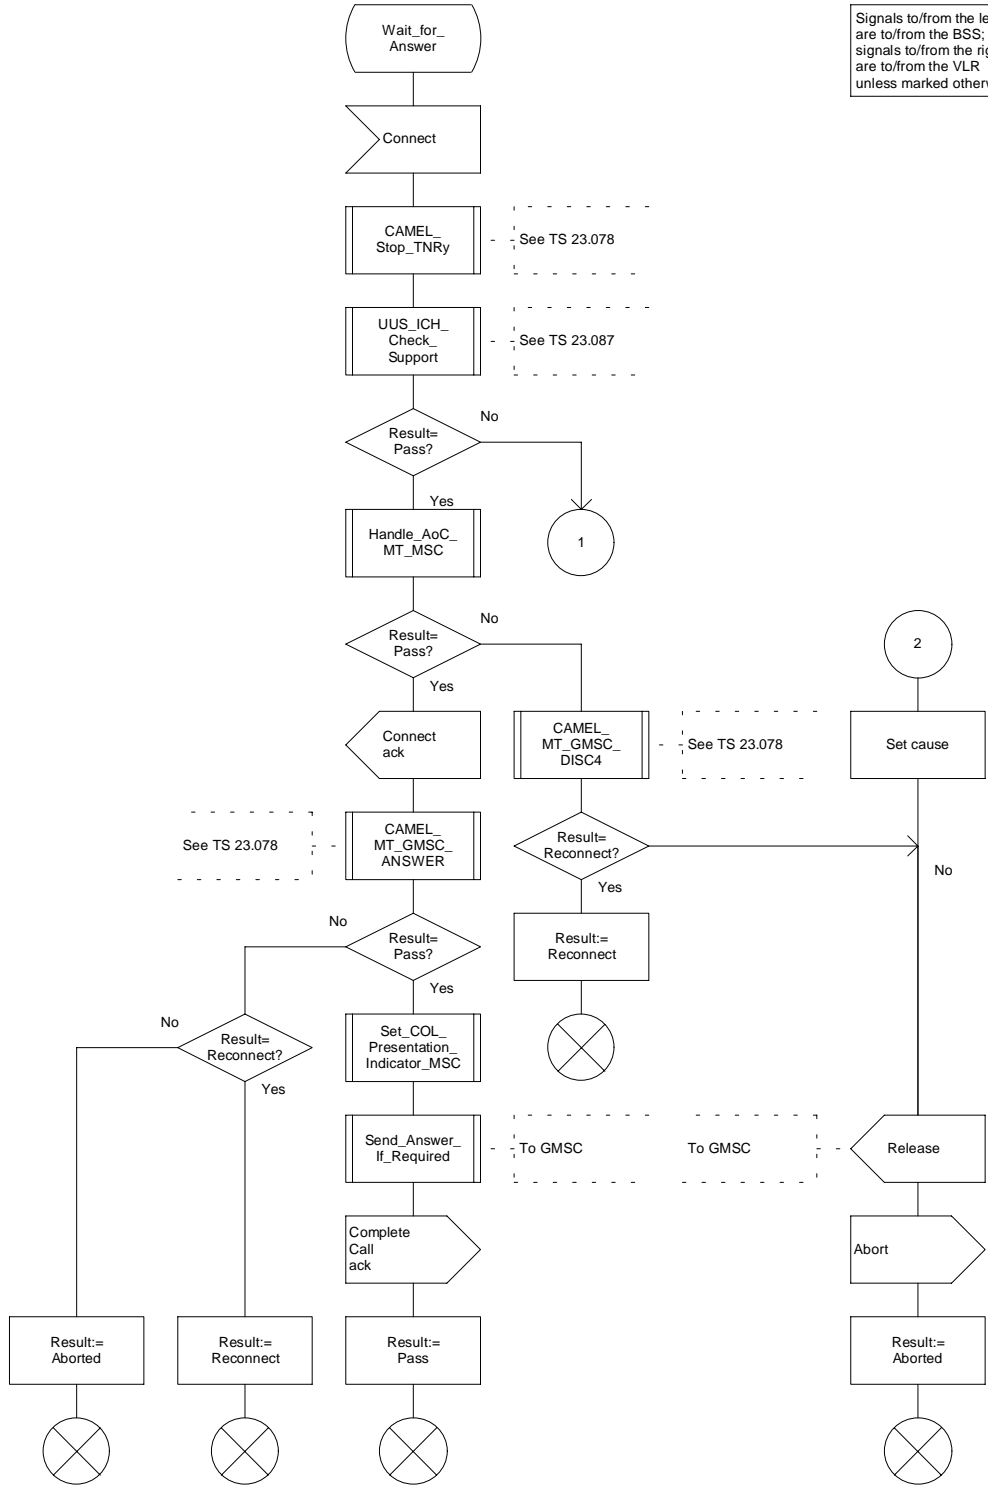 Wait_for_
Answer
Signals to/from the
are to/from the BSS;
signals to/from the
are to/from the VLR
unless marked
Connect
CAMEL_
Stop_TNRy
See TS 23.078
UUS_ICH_
Check_
Support
See TS 23.087
Result=
Pass?
No
Yes
1
Handle_AoC_
MT_MSC
Result=
Pass?
No
Yes
2
Connect
ack
CAMEL_
MT_GMSC_
DISC4
See TS 23.078
Set cause
See TS 23.078
CAMEL_
MT_GMSC_
ANSWER
Result=
Reconnect?
No
Yes
No
Result=
Pass?
Yes
Result:=
Reconnect
No
Result=
Reconnect?
Yes
Set_COL_
Presentation_
Indicator_MSC
Send_Answer_
If_Required
To GMSC
To GMSC
Release
Complete
Call
ack
Abort
Result:=
Aborted
Result:=
Reconnect
Result:=
Pass
Result:=
Aborted